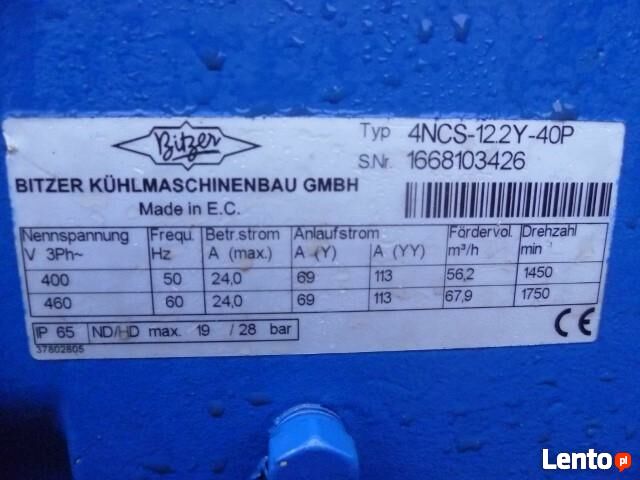 Bitzer
Typ 4NCS-12.2Y-40P
S.Nr. 1668103426
BITZER KÜHLMASCHINENBAU GMBH
Made in E.C.
Nennspannung Frequ. Betr.strom Anlaufstrom Fördervol. Drehzahl
V 3Ph~ Hz A (max.) A (Y) A (YY) m³/h min
400 50 24,0 69 113 56,2 1450
460 60 24,0 69 113 67,9 1750
IP 65 ND/HD max. 19 / 28 bar
CE
37802805
Lento.pl